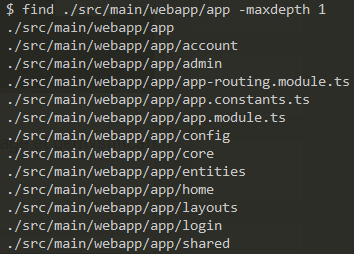 $ find ./src/main/webapp/app -maxdepth 1
./src/main/webapp/app
./src/main/webapp/app/account
./src/main/webapp/app/admin
./src/main/webapp/app/app-routing.module.ts
./src/main/webapp/app/app.constants.ts
./src/main/webapp/app/app.module.ts
./src/main/webapp/app/config
./src/main/webapp/app/core
./src/main/webapp/app/entities
./src/main/webapp/app/home
./src/main/webapp/app/layouts
./src/main/webapp/app/login
./src/main/webapp/app/shared